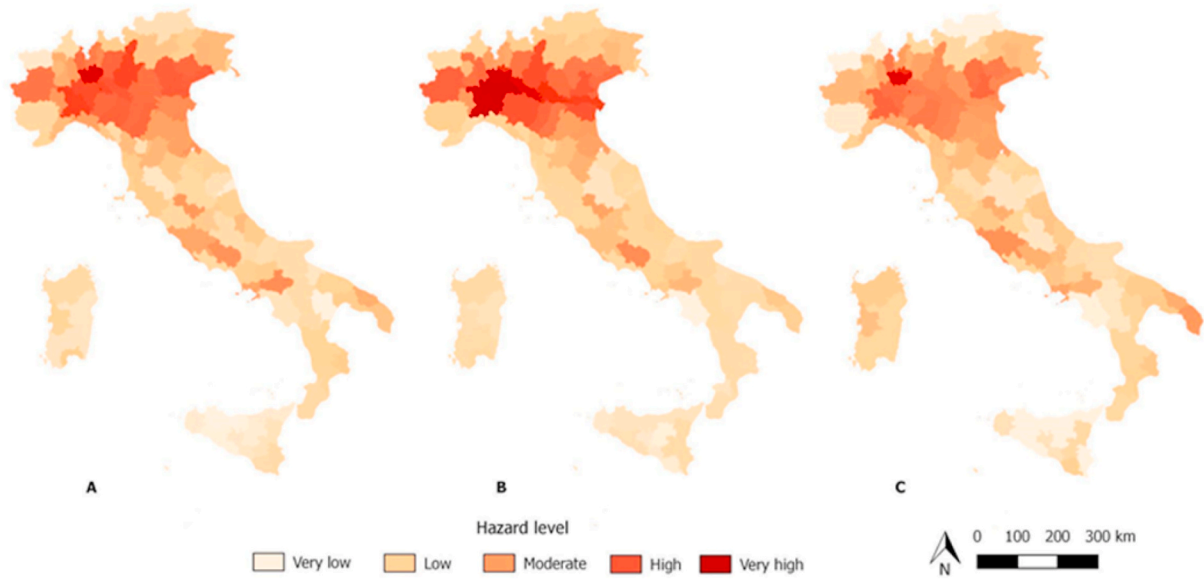 A
B
C
Hazard level
Very low
Low
Moderate
High
Very high
0 100 200 300 km
N